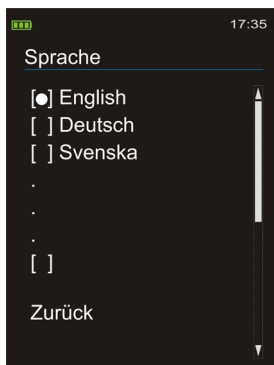 17:35
Sprache
[●] English
[ ] Deutsch
[ ] Svenska
.
.
.
[ ]
Zurück